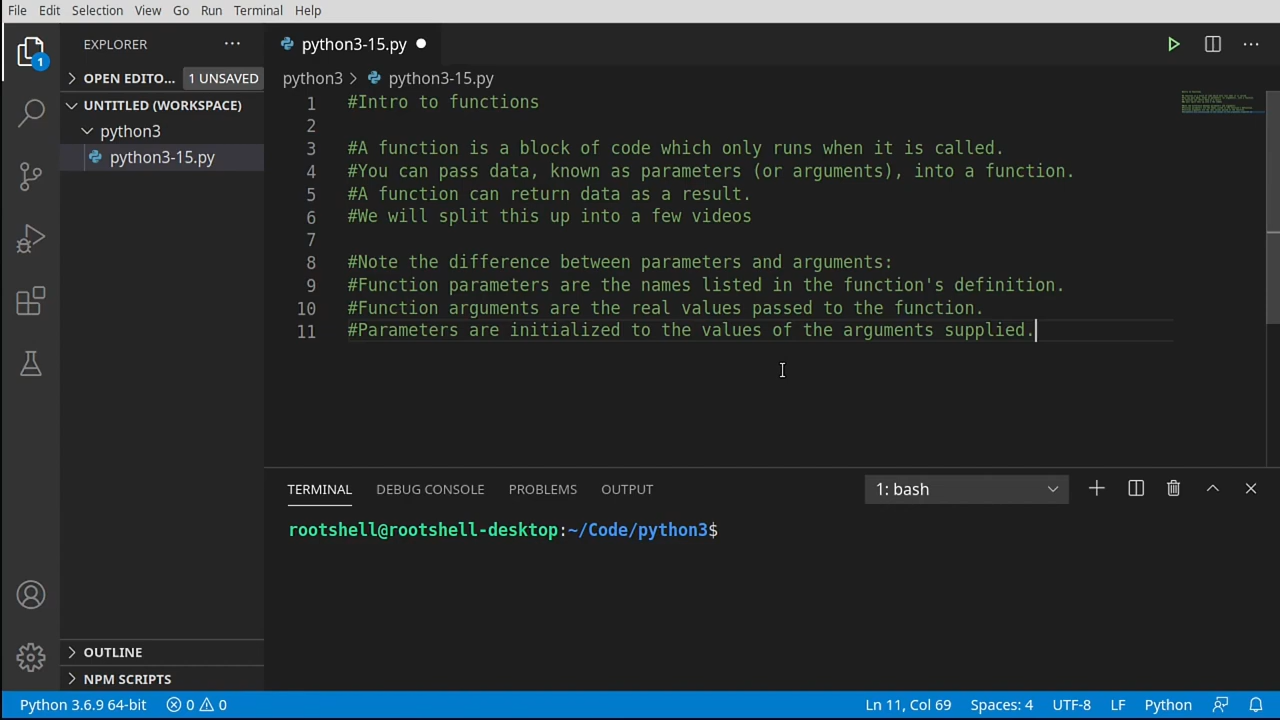 File Edit Selection View Go Run Terminal Help
EXPLORER
python3-15.py
1
OPEN EDITO... 1 UNSAVED
python3 > python3-15.py
UNTITLED (WORKSPACE)
python3
python3-15.py
1 #Intro to functions
2
3 #A function is a block of code which only runs when it is called.
4 #You can pass data, known as parameters (or arguments), into a function.
5 #A function can return data as a result.
6 #We will split this up into a few videos
7
8 #Note the difference between parameters and arguments:
9 #Function parameters are the names listed in the function's definition.
10 #Function arguments are the real values passed to the function.
11 #Parameters are initialized to the values of the arguments supplied.
TERMINAL DEBUG CONSOLE PROBLEMS OUTPUT 1: bash
rootshell@rootshell-desktop:~/Code/python3$
OUTLINE
NPM SCRIPTS
Python 3.6.9 64-bit 0 0 Ln 11, Col 69 Spaces: 4 UTF-8 LF Python